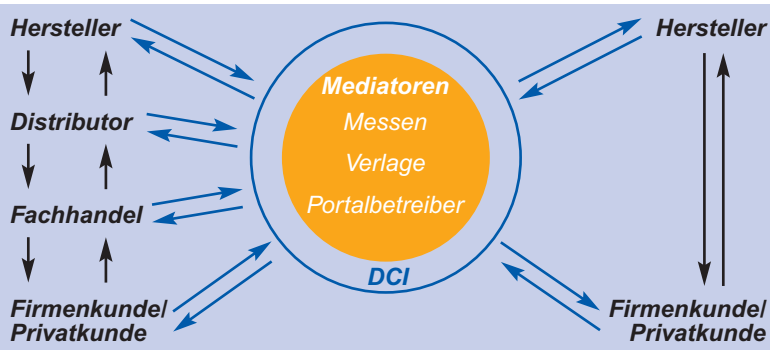 Hersteller
Distributor
Fachhandel
Firmenkunde/
Privatkunde
Mediatoren
Messen
Verlage
Portalbetreiber
DCI
Hersteller
Firmenkunde/
Privatkunde